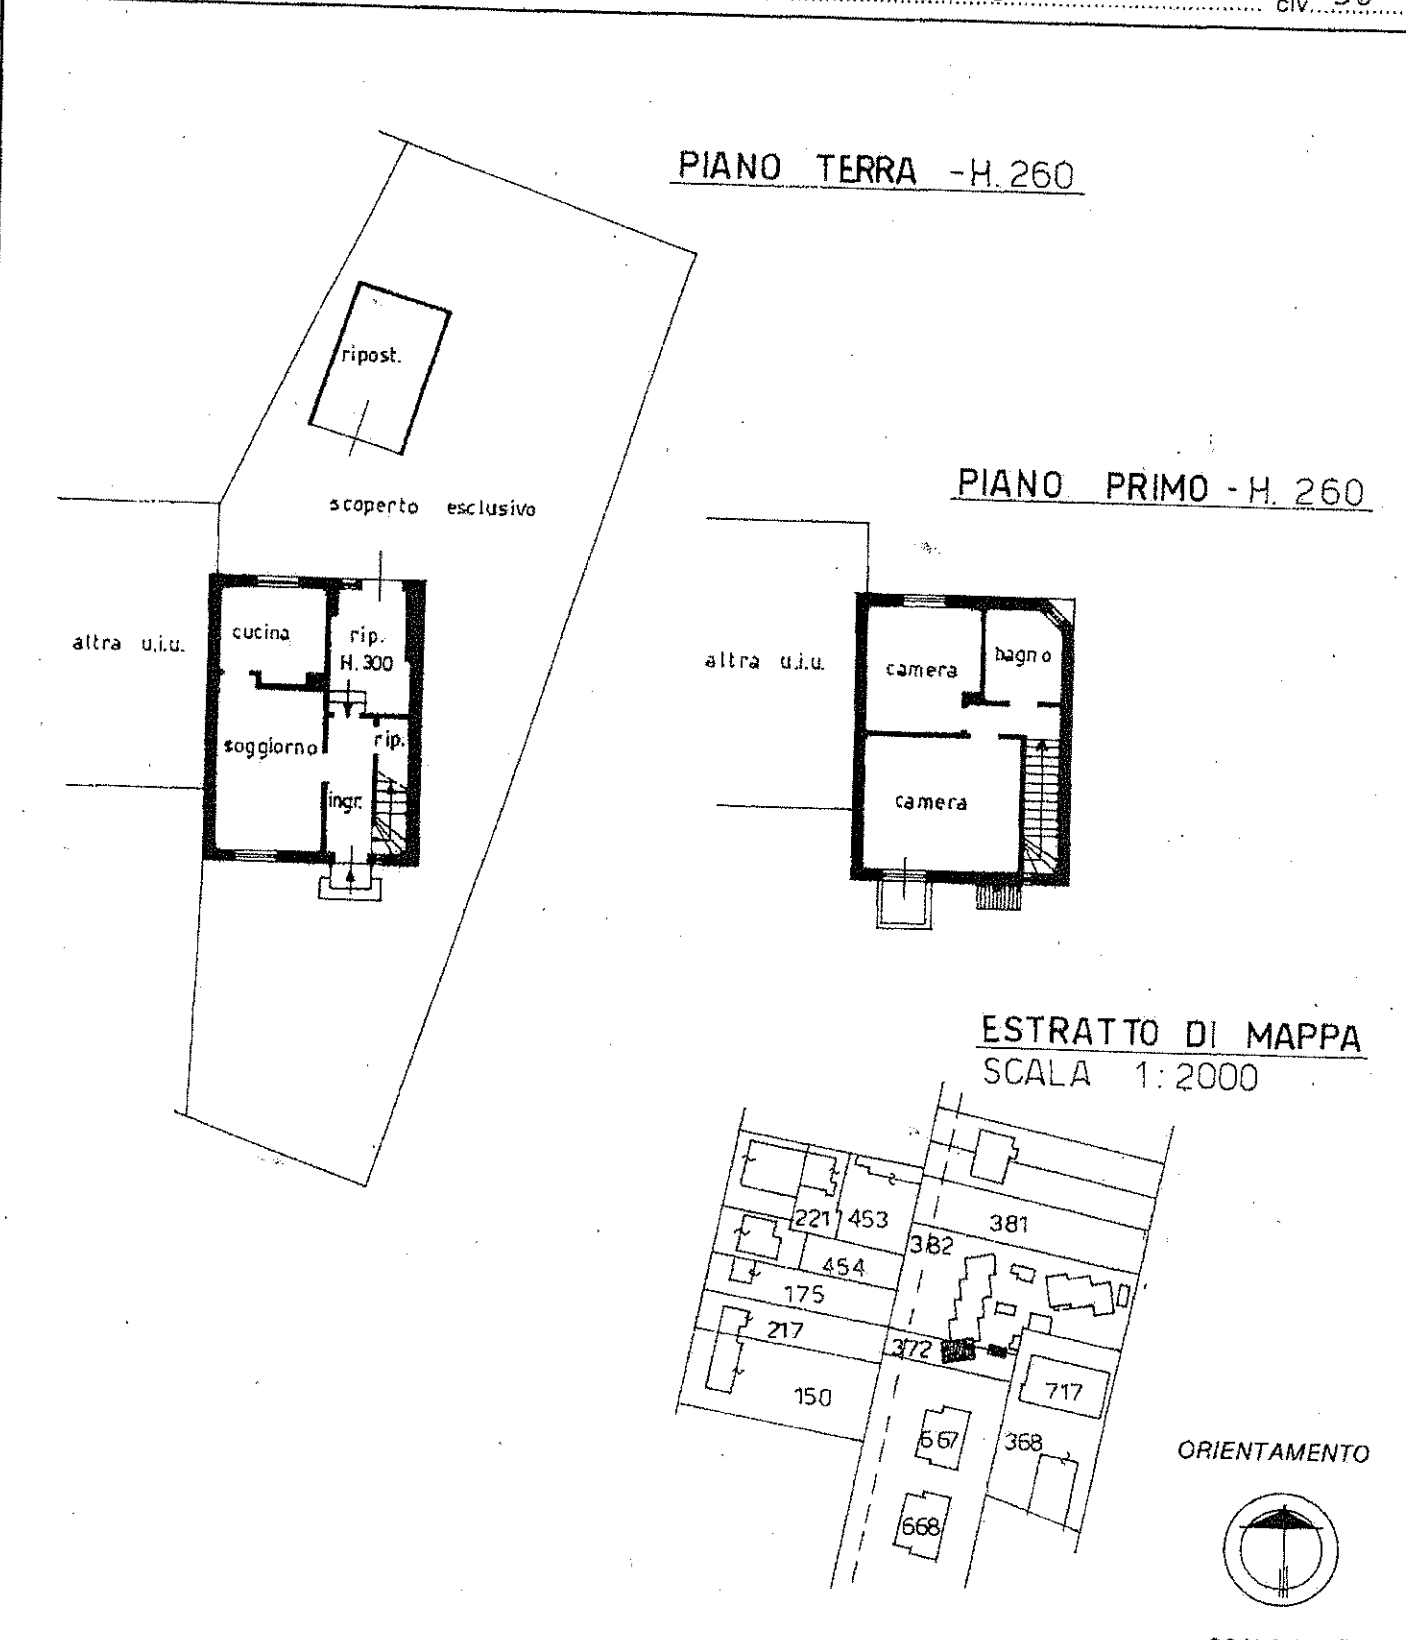 civ.
PIANO TERRA - H. 260
ripost.
scoperto esclusivo
altra u.i.u.
cucina
rip.
H. 300
soggiorno
rip.
ingr.
PIANO PRIMO - H. 260
altra u.i.u.
camera
bagno
camera
ESTRATTO DI MAPPA
SCALA 1:2000
221
453
381
382
454
175
217
372
150
717
667
368
668
ORIENTAMENTO